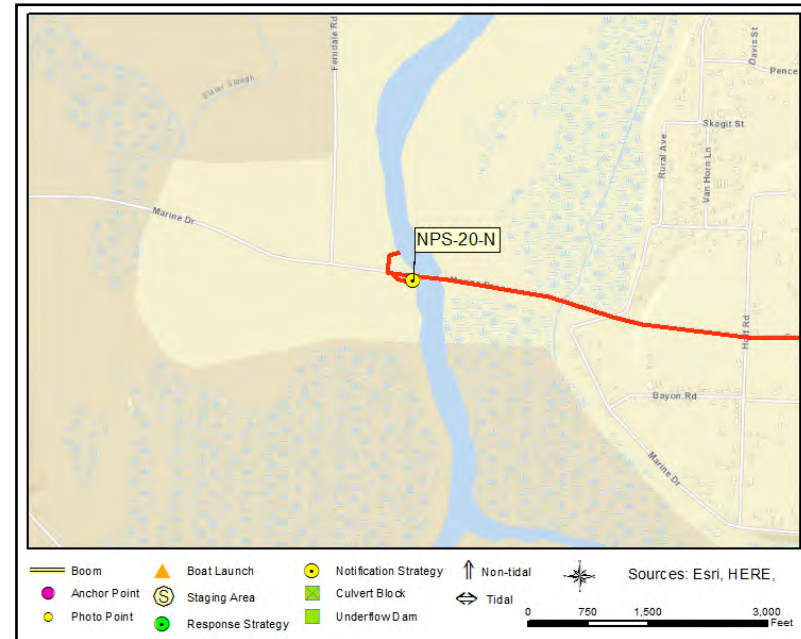 Ferndale Rd
Slater Slough
Davis St
Pence
Skagit St
Rural Ave
Van Horn Ln
Marine Dr
NPS-20-N
Haff Rd
Bayon Rd
Marine Dr
Boom
Boat Launch
Notification Strategy
Non-tidal
Sources: Esri, HERE,
Anchor Point
Staging Area
S
Culvert Block
Tidal
Photo Point
Response Strategy
Underflow Dam
0 750 1,500 3,000
Feet